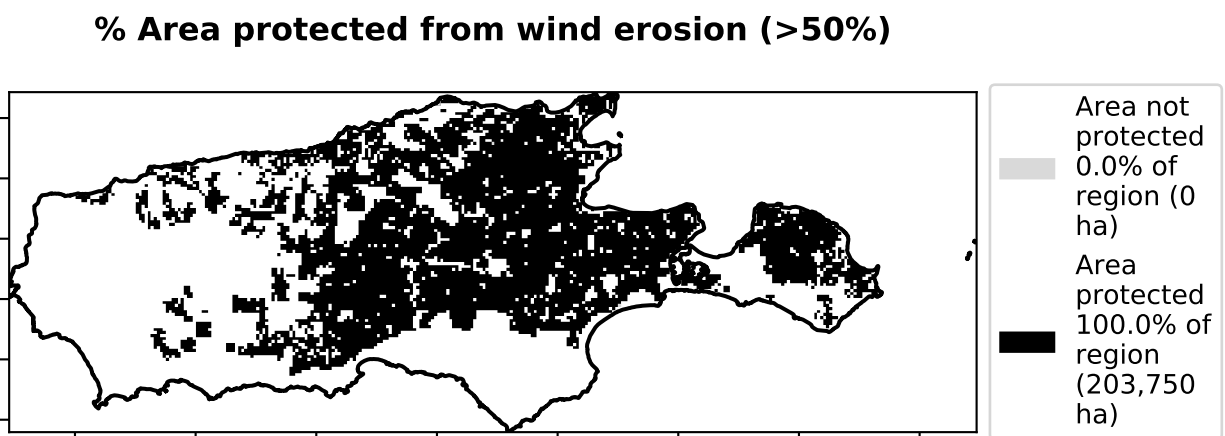 % Area protected from wind erosion (>50%)
Area not
protected
0.0% of
region (0
ha)
Area
protected
100.0% of
region
(203,750
ha)